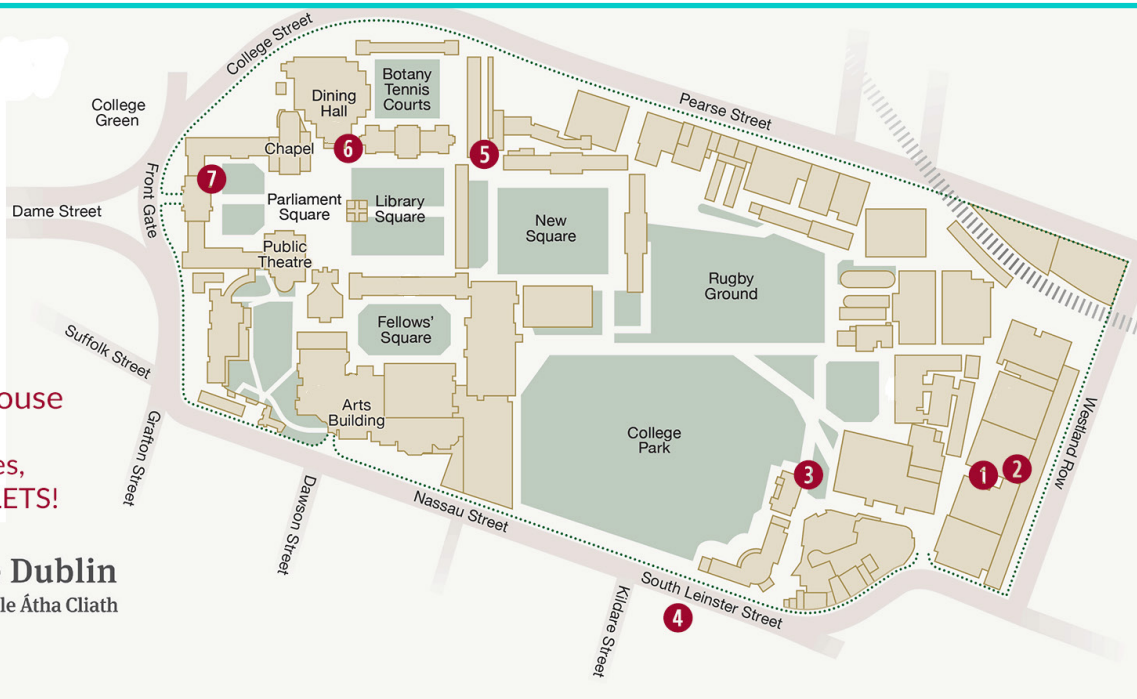 College Street
Botany
Tennis
Courts
College
Green
Dining
Hall
Pearse Street
Chapel
6
5
7
Front Gate
Dame Street
Parliament
Square
Library
Square
New
Square
Public
Theatre
Rugby
Ground
Fellows'
Square
Suffolk Street
ouse
Arts
Building
Grafton Street
College
Park
Westland Row
es,
LETS!
3
1
2
Dawson Street
Nassau Street
Dublin
le Átha Cliath
South Leinster Street
Kildare Street
4